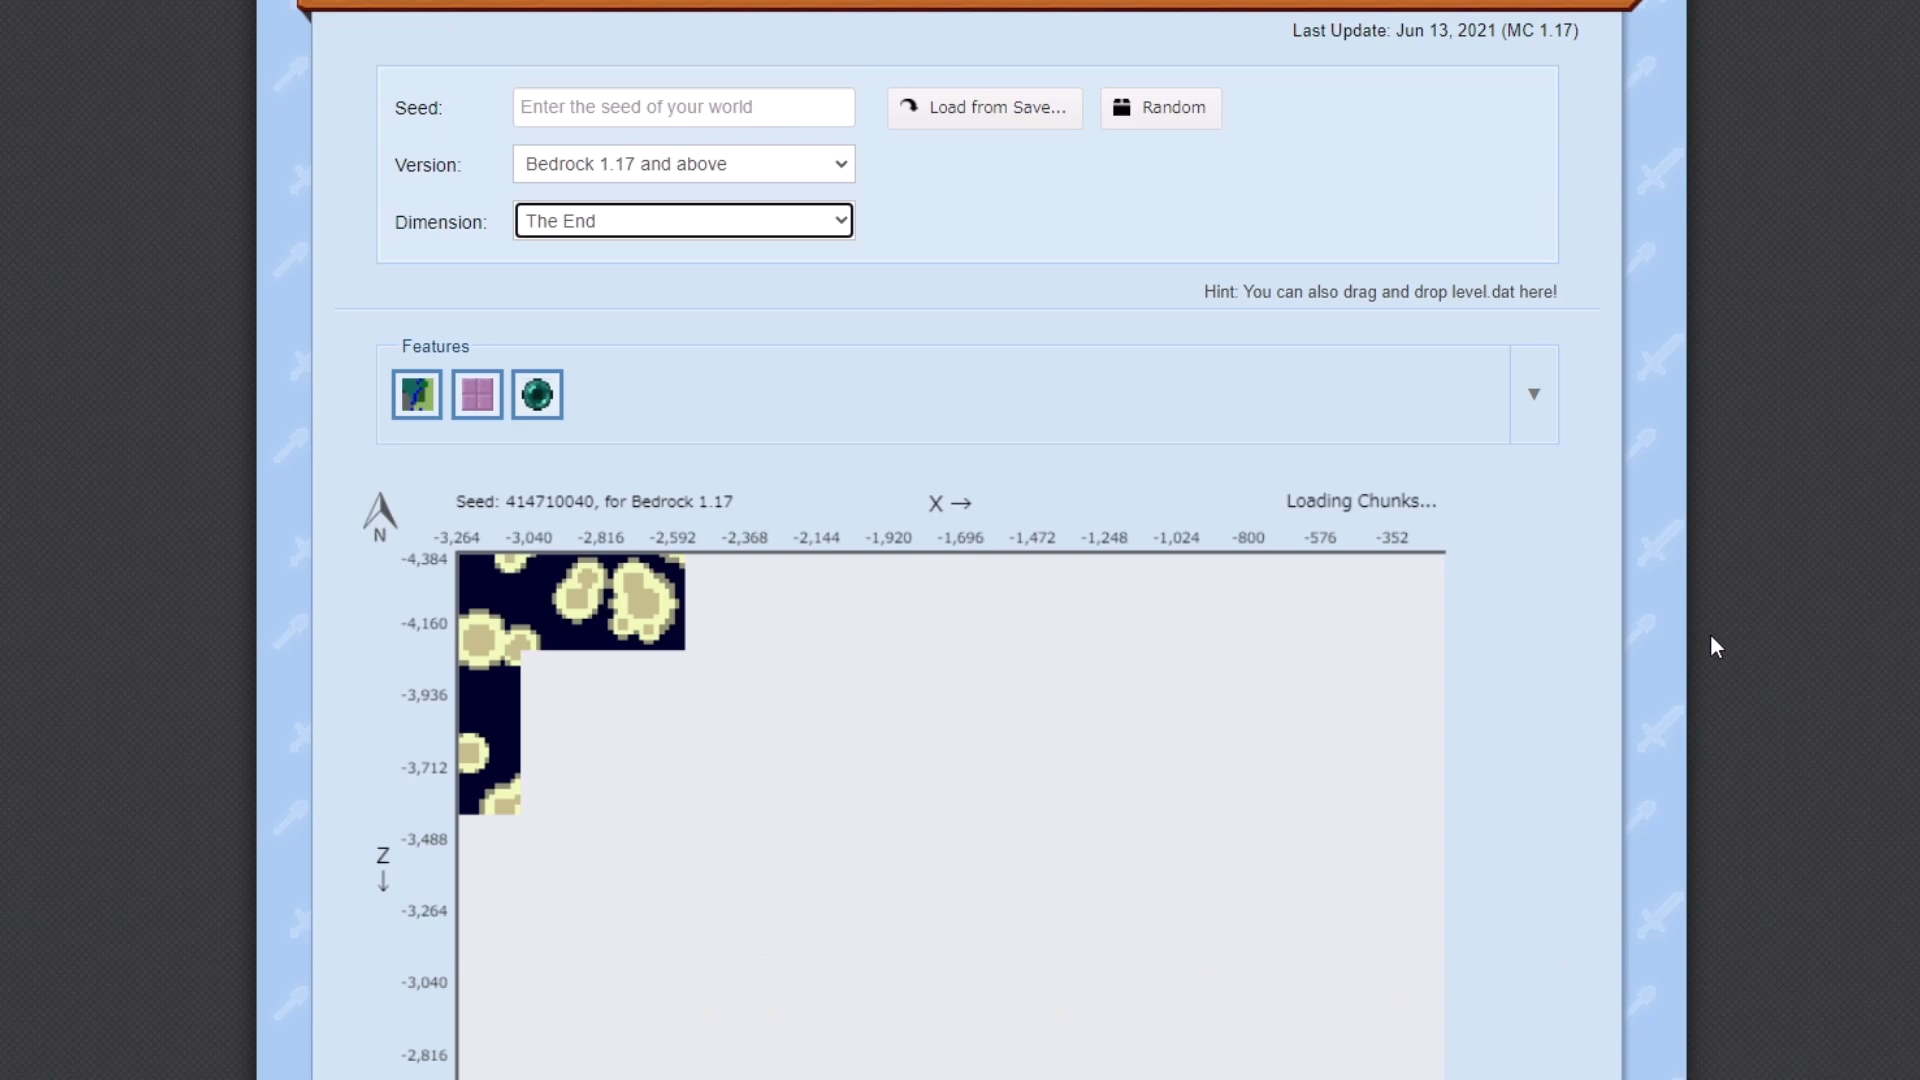 Last Update: Jun 13, 2021 (MC 1.17)
Seed: Enter the seed of your world Load from Save... Random
Version: Bedrock 1.17 and above
Dimension: The End
Hint: You can also drag and drop level.dat here!
Features
▼
Seed: 414710040, for Bedrock 1.17 X → Loading Chunks...
N
-3,264 -3,040 -2,816 -2,592 -2,368 -2,144 -1,920 -1,696 -1,472 -1,248 -1,024 -800 -576 -352
-4,384
-4,160
-3,936
-3,712
-3,488
Z
↓
-3,264
-3,040
-2,816